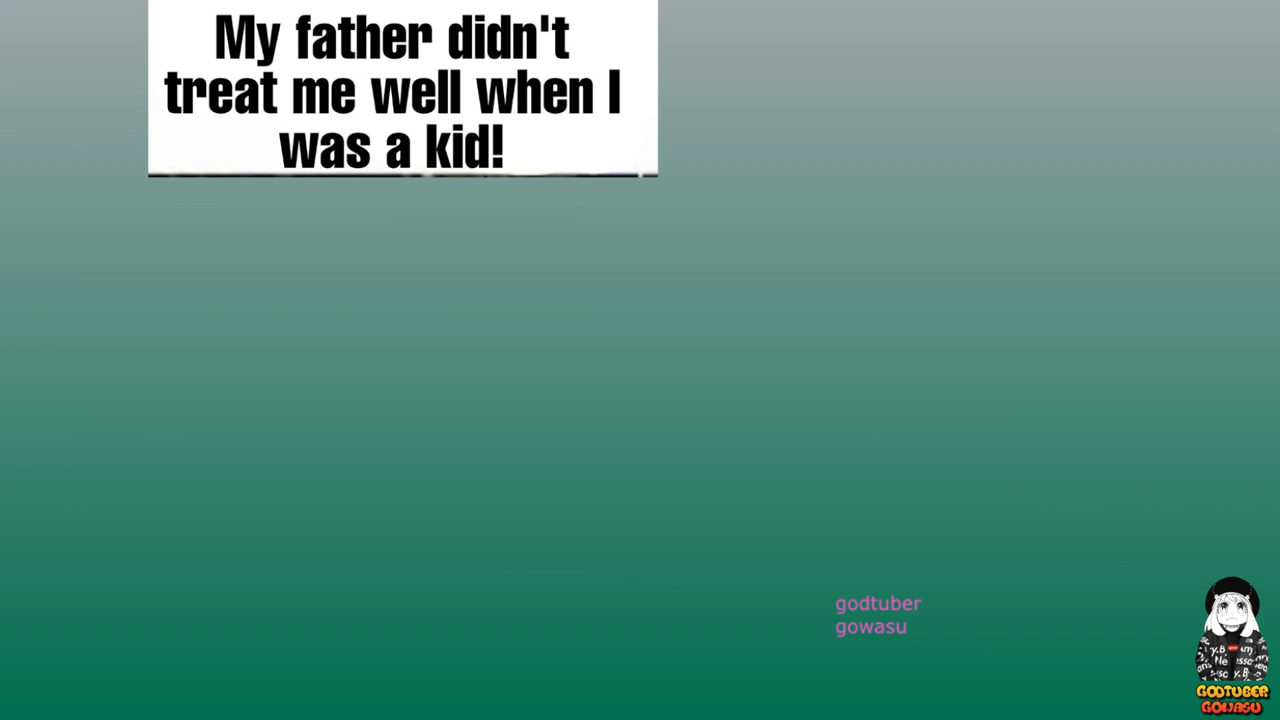 My father didn't
treat me well when I
was a kid!
godtuber
gowasu
GODTUBER
GOWASU